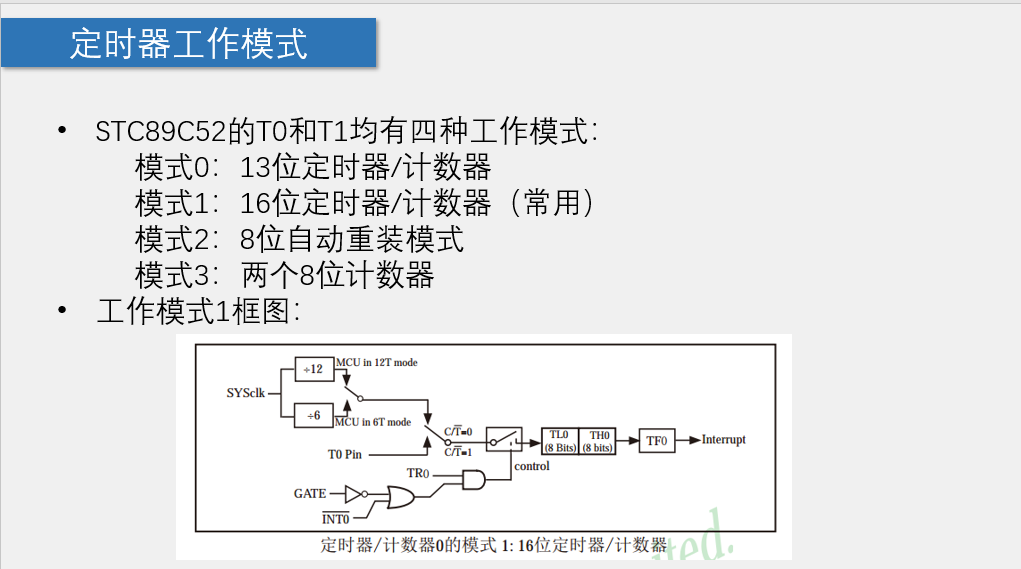 定时器工作模式
• STC89C52的T0和T1均有四种工作模式：
模式0：13位定时器/计数器
模式1：16位定时器/计数器（常用）
模式2：8位自动重装模式
模式3：两个8位计数器
• 工作模式1框图：
÷12
MCU in 12T mode
SYSclk
÷6
MCU in 6T mode
C/T̅=0
C/T̅=1
T0 Pin
TL0
(8 Bits)
TH0
(8 bits)
TF0
Interrupt
control
TR0
GATE
I̅N̅T̅0̅
定时器/计数器0的模式 1: 16位定时器/计数器